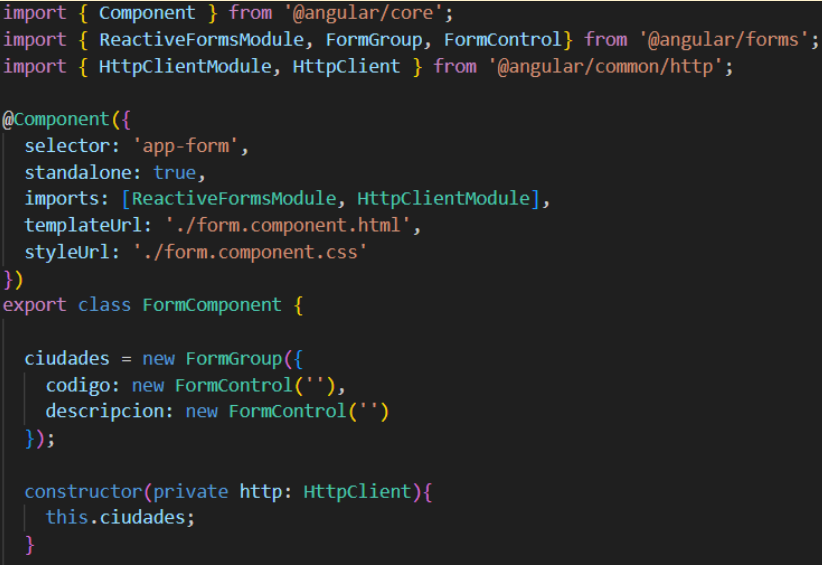 import { Component } from '@angular/core';
import { ReactiveFormsModule, FormGroup, FormControl} from '@angular/forms';
import { HttpClientModule, HttpClient } from '@angular/common/http';

@Component({
  selector: 'app-form',
  standalone: true,
  imports: [ReactiveFormsModule, HttpClientModule],
  templateUrl: './form.component.html',
  styleUrl: './form.component.css'
})
export class FormComponent {

  ciudades = new FormGroup({
    codigo: new FormControl(''),
    descripcion: new FormControl('')
  });

  constructor(private http: HttpClient){
    this.ciudades;
  }